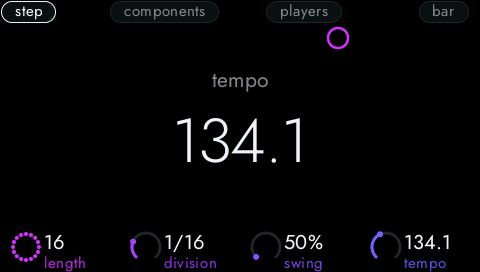 step components players bar
tempo
134.1
16 1/16 50% 134.1
length division swing tempo